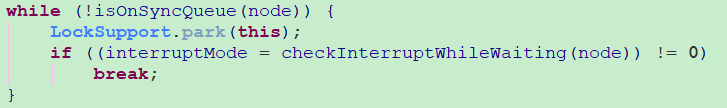 while (!isOnSyncQueue(node)) {
    LockSupport.park(this);
    if ((interruptMode = checkInterruptWhileWaiting(node)) != 0)
        break;
}